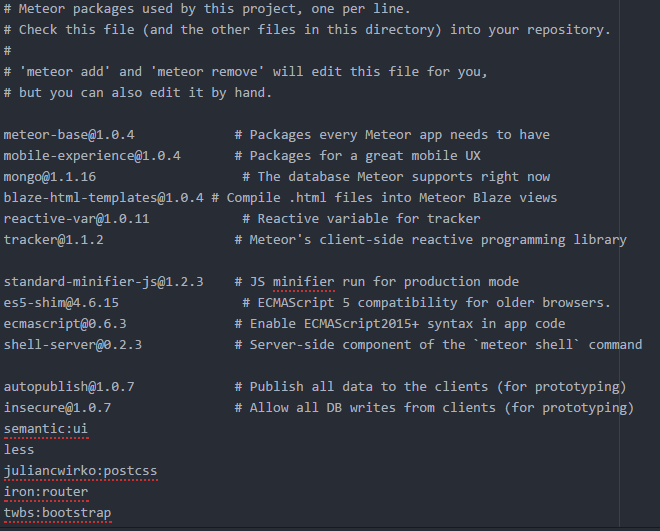 # Meteor packages used by this project, one per line.
# Check this file (and the other files in this directory) into your repository.
#
# 'meteor add' and 'meteor remove' will edit this file for you,
# but you can also edit it by hand.

meteor-base@1.0.4             # Packages every Meteor app needs to have
mobile-experience@1.0.4       # Packages for a great mobile UX
mongo@1.1.16                   # The database Meteor supports right now
blaze-html-templates@1.0.4 # Compile .html files into Meteor Blaze views
reactive-var@1.0.11            # Reactive variable for tracker
tracker@1.1.2                 # Meteor's client-side reactive programming library

standard-minifier-js@1.2.3    # JS minifier run for production mode
es5-shim@4.6.15                # ECMAScript 5 compatibility for older browsers.
ecmascript@0.6.3              # Enable ECMAScript2015+ syntax in app code
shell-server@0.2.3            # Server-side component of the `meteor shell` command

autopublish@1.0.7             # Publish all data to the clients (for prototyping)
insecure@1.0.7                # Allow all DB writes from clients (for prototyping)
semantic:ui
less
juliancwirko:postcss
iron:router
twbs:bootstrap